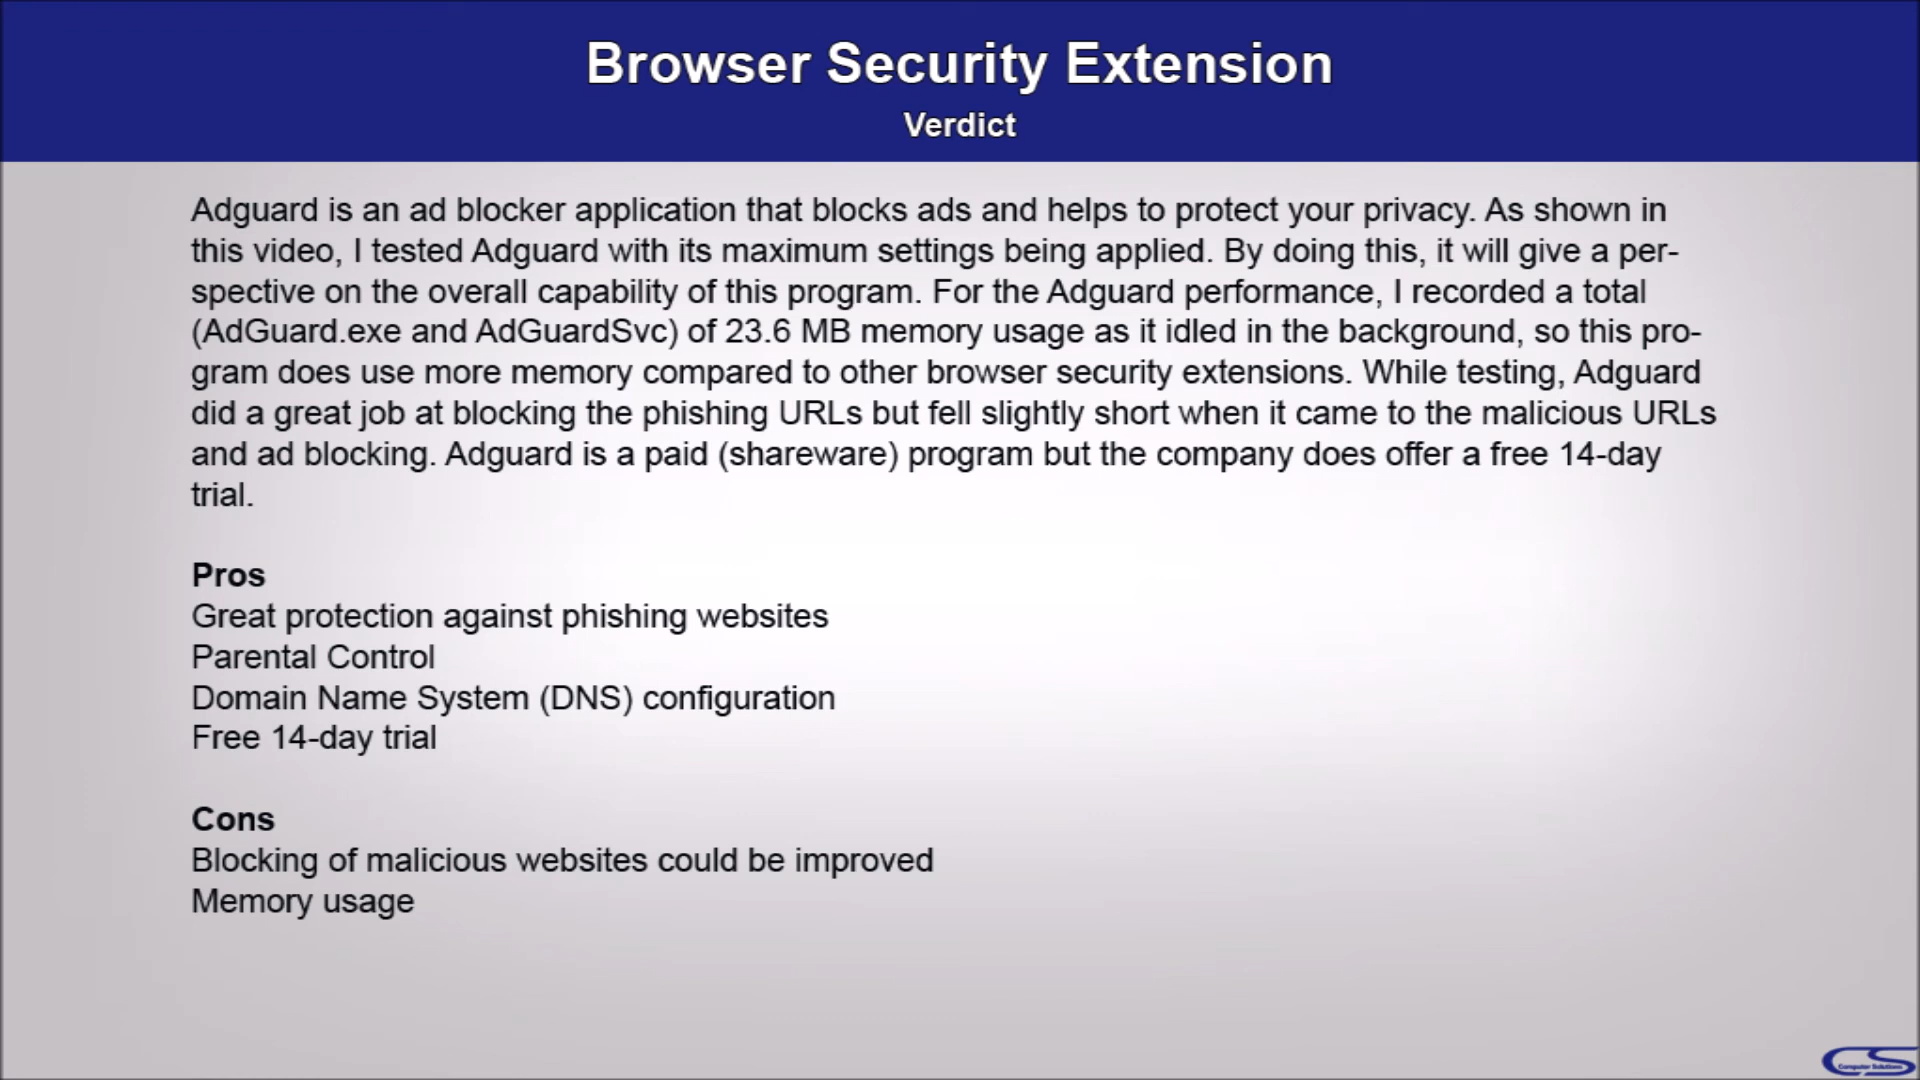 Browser Security Extension
Verdict
Adguard is an ad blocker application that blocks ads and helps to protect your privacy. As shown in
this video, I tested Adguard with its maximum settings being applied. By doing this, it will give a per-
spective on the overall capability of this program. For the Adguard performance, I recorded a total
(AdGuard.exe and AdGuardSvc) of 23.6 MB memory usage as it idled in the background, so this pro-
gram does use more memory compared to other browser security extensions. While testing, Adguard
did a great job at blocking the phishing URLs but fell slightly short when it came to the malicious URLs
and ad blocking. Adguard is a paid (shareware) program but the company does offer a free 14-day
trial.
Pros
Great protection against phishing websites
Parental Control
Domain Name System (DNS) configuration
Free 14-day trial
Cons
Blocking of malicious websites could be improved
Memory usage
CS
Computer Solutions